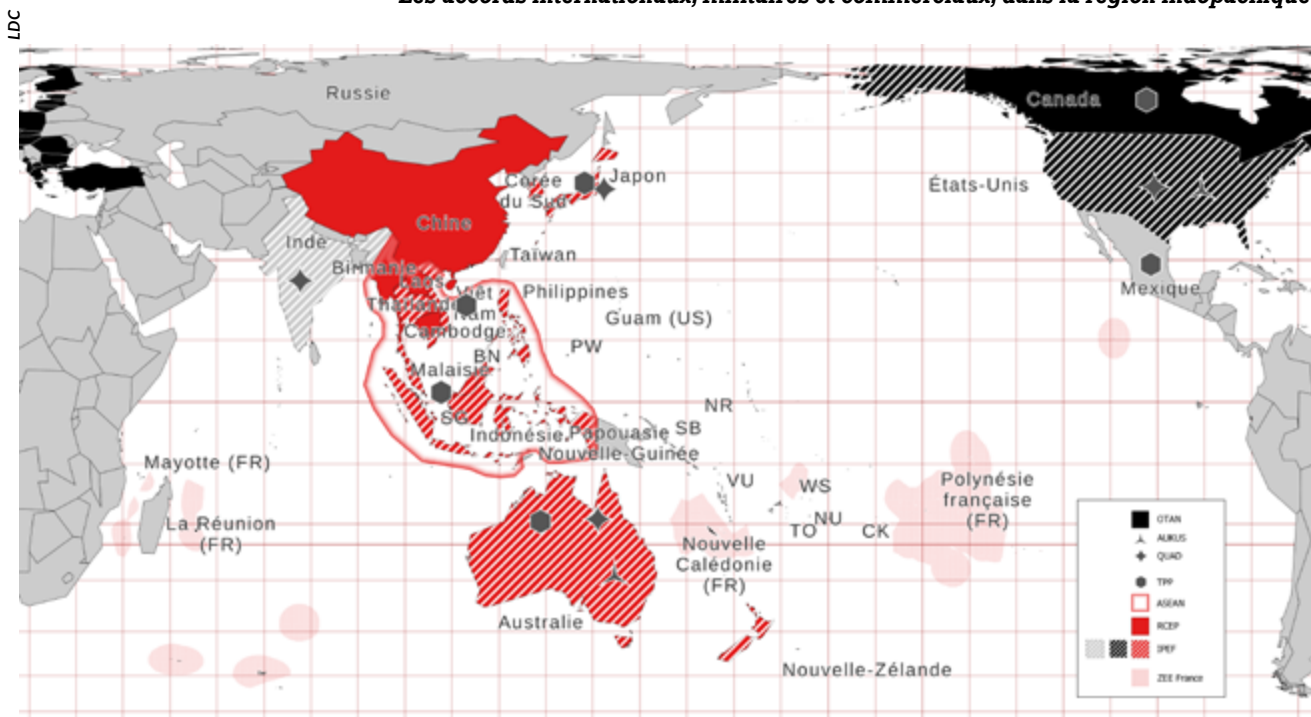 Les accords internationaux, militaires et commerciaux, dans la région indopacifique
LDC
Russie
Canada
Corée
du Sud
Japon
États-Unis
Chine
Inde
Taïwan
Birmanie
Laos
Viêt
Nam
Philippines
Mexique
Thaïlande
Guam (US)
Cambodge
PW
BN
Malaisie
NR
SG
Indonésie
Papouasie
Nouvelle-Guinée
SB
Mayotte (FR)
VU
WS
Polynésie
française
(FR)
La Réunion
(FR)
NU
TO
CK
Nouvelle
Calédonie
(FR)
Australie
Nouvelle-Zélande
OTAN
AUKUS
QUAD
TPP
ASEAN
RCEP
IPEF
ZEE France